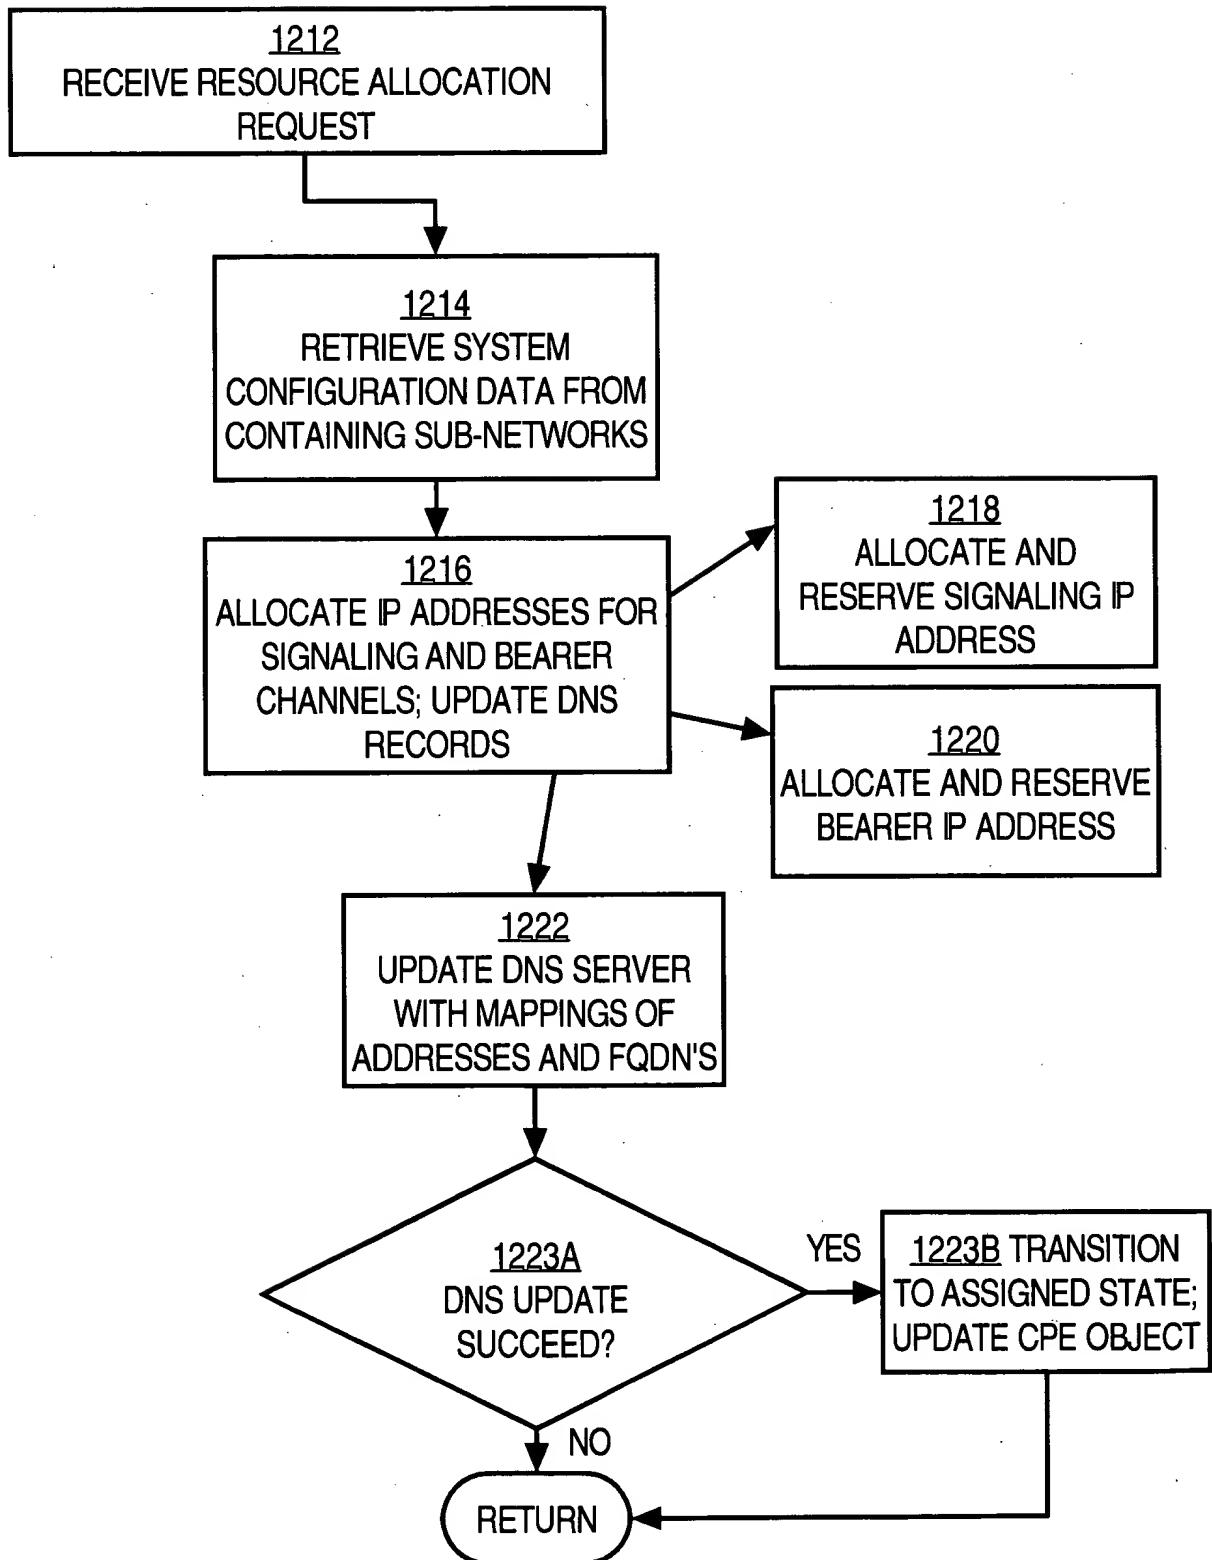 1212
RECEIVE RESOURCE ALLOCATION
REQUEST
1214
RETRIEVE SYSTEM
CONFIGURATION DATA FROM
CONTAINING SUB-NETWORKS
1216
ALLOCATE IP ADDRESSES FOR
SIGNALING AND BEARER
CHANNELS; UPDATE DNS
RECORDS
1218
ALLOCATE AND
RESERVE SIGNALING IP
ADDRESS
1220
ALLOCATE AND RESERVE
BEARER IP ADDRESS
1222
UPDATE DNS SERVER
WITH MAPPINGS OF
ADDRESSES AND FQDN'S
1223A
DNS UPDATE
SUCCEED?
YES
1223B TRANSITION
TO ASSIGNED STATE;
UPDATE CPE OBJECT
NO
RETURN